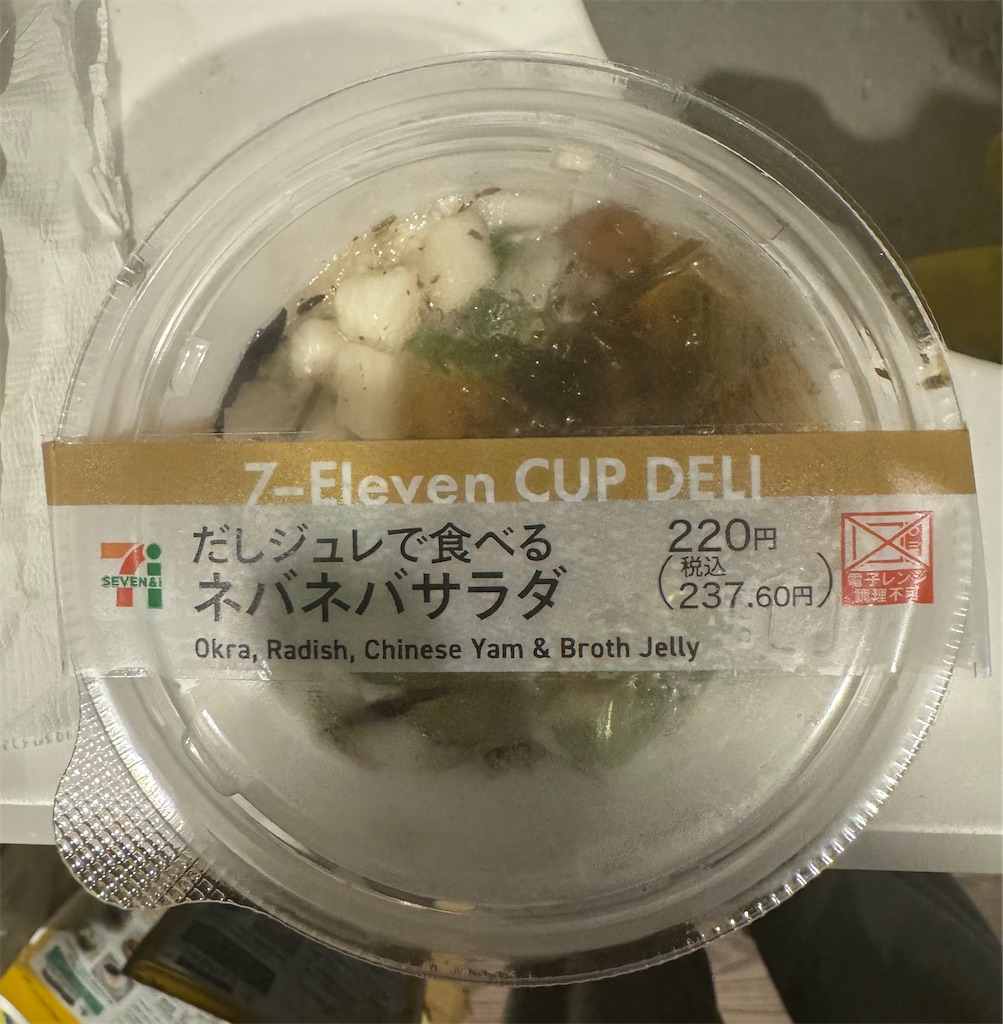 7-Eleven CUP DELI
だしジュレで食べる
ネバネバサラダ
Okra, Radish, Chinese Yam & Broth Jelly
220円
(税込
237.60円)
SEVEN&i
電子レンジ
調理不可